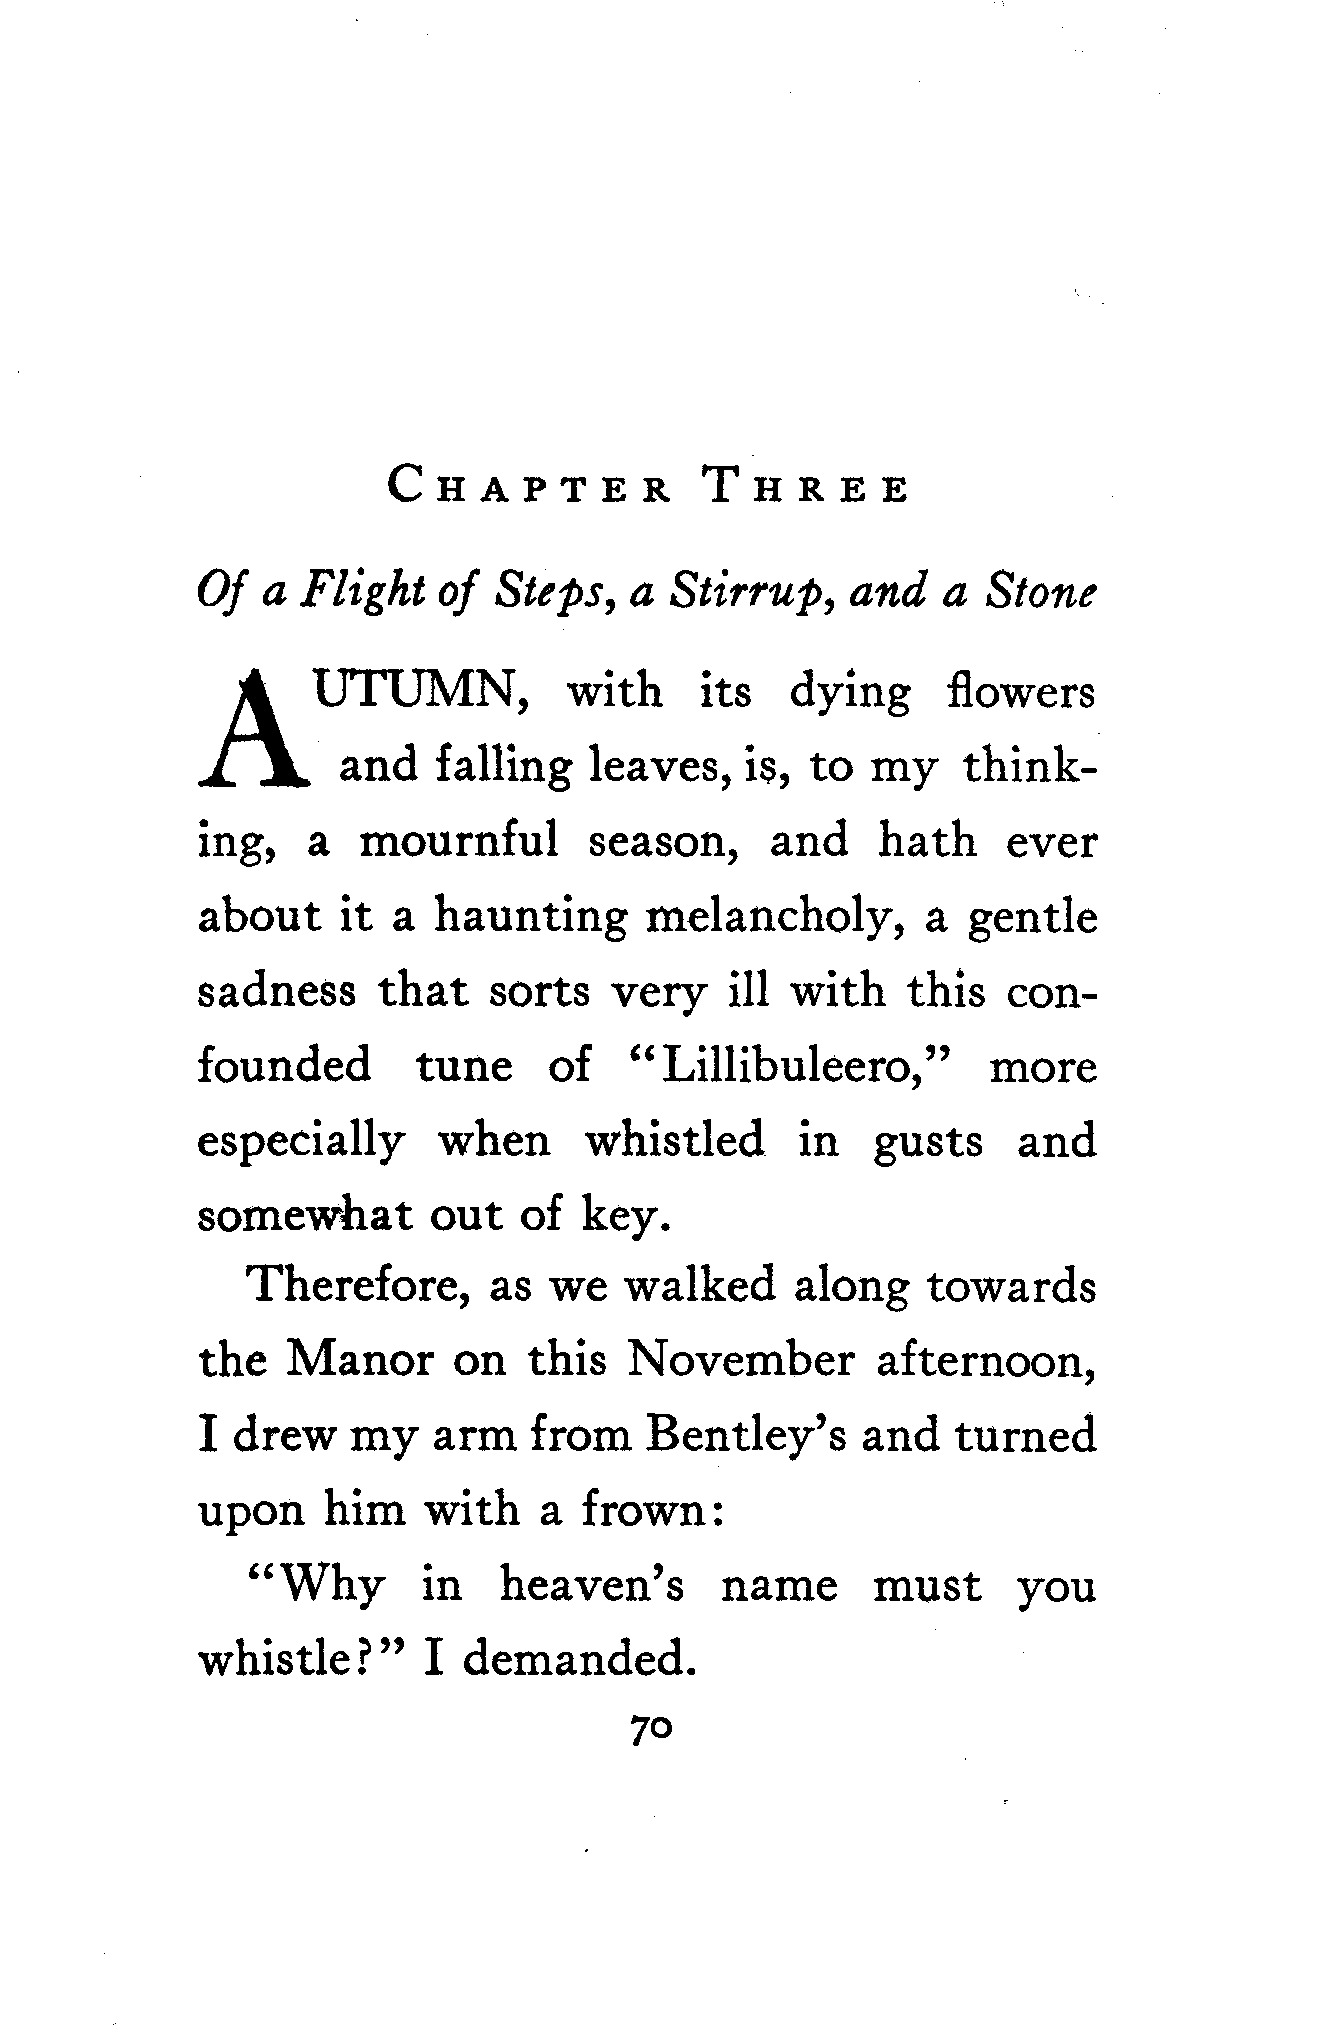 CHAPTER THREE
Of a Flight of Steps, a Stirrup, and a Stone
AUTUMN, with its dying flowers
and falling leaves, is, to my think-
ing, a mournful season, and hath ever
about it a haunting melancholy, a gentle
sadness that sorts very ill with this con-
founded tune of “Lillibuleero,” more
especially when whistled in gusts and
somewhat out of key.
Therefore, as we walked along towards
the Manor on this November afternoon,
I drew my arm from Bentley’s and turned
upon him with a frown:
“Why in heaven’s name must you
whistle?” I demanded.
70